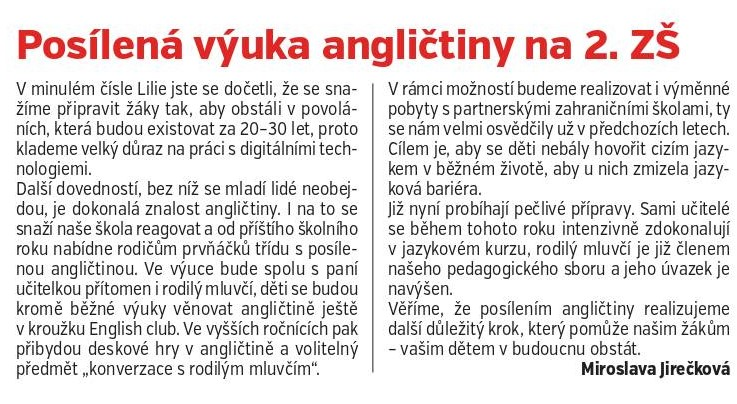 Posílená výuka angličtiny na 2. ZŠ
V minulém čísle Lilie jste se dočetli, že se sna-
žíme připravit žáky tak, aby obstáli v povolá-
ních, která budou existovat za 20–30 let, proto
klademe velký důraz na práci s digitálními tech-
nologiemi.
Další dovedností, bez níž se mladí lidé neobej-
dou, je dokonalá znalost angličtiny. I na to se
snaží naše škola reagovat a od příštího školního
roku nabídne rodičům prvňáčků třídu s posíle-
nou angličtinou. Ve výuce bude spolu s paní
učitelkou přítomen i rodilý mluvčí, děti se budou
kromě běžné výuky věnovat angličtině ještě
v kroužku English club. Ve vyšších ročnících pak
přibydou deskové hry v angličtině a volitelný
předmět „konverzace s rodilým mluvčím“.
V rámci možností budeme realizovat i výměnné
pobyty s partnerskými zahraničními školami, ty
se nám velmi osvědčily už v předchozích letech.
Cílem je, aby se děti nebály hovořit cizím jazy-
kem v běžném životě, aby u nich zmizela jazy-
ková bariéra.
Již nyní probíhají pečlivé přípravy. Sami učitelé
se během tohoto roku intenzivně zdokonalují
v jazykovém kurzu, rodilý mluvčí je již členem
našeho pedagogického sboru a jeho úvazek je
navýšen.
Věříme, že posílením angličtiny realizujeme
další důležitý krok, který pomůže našim žákům
– vašim dětem v budoucnu obstát.
Miroslava Jirečková